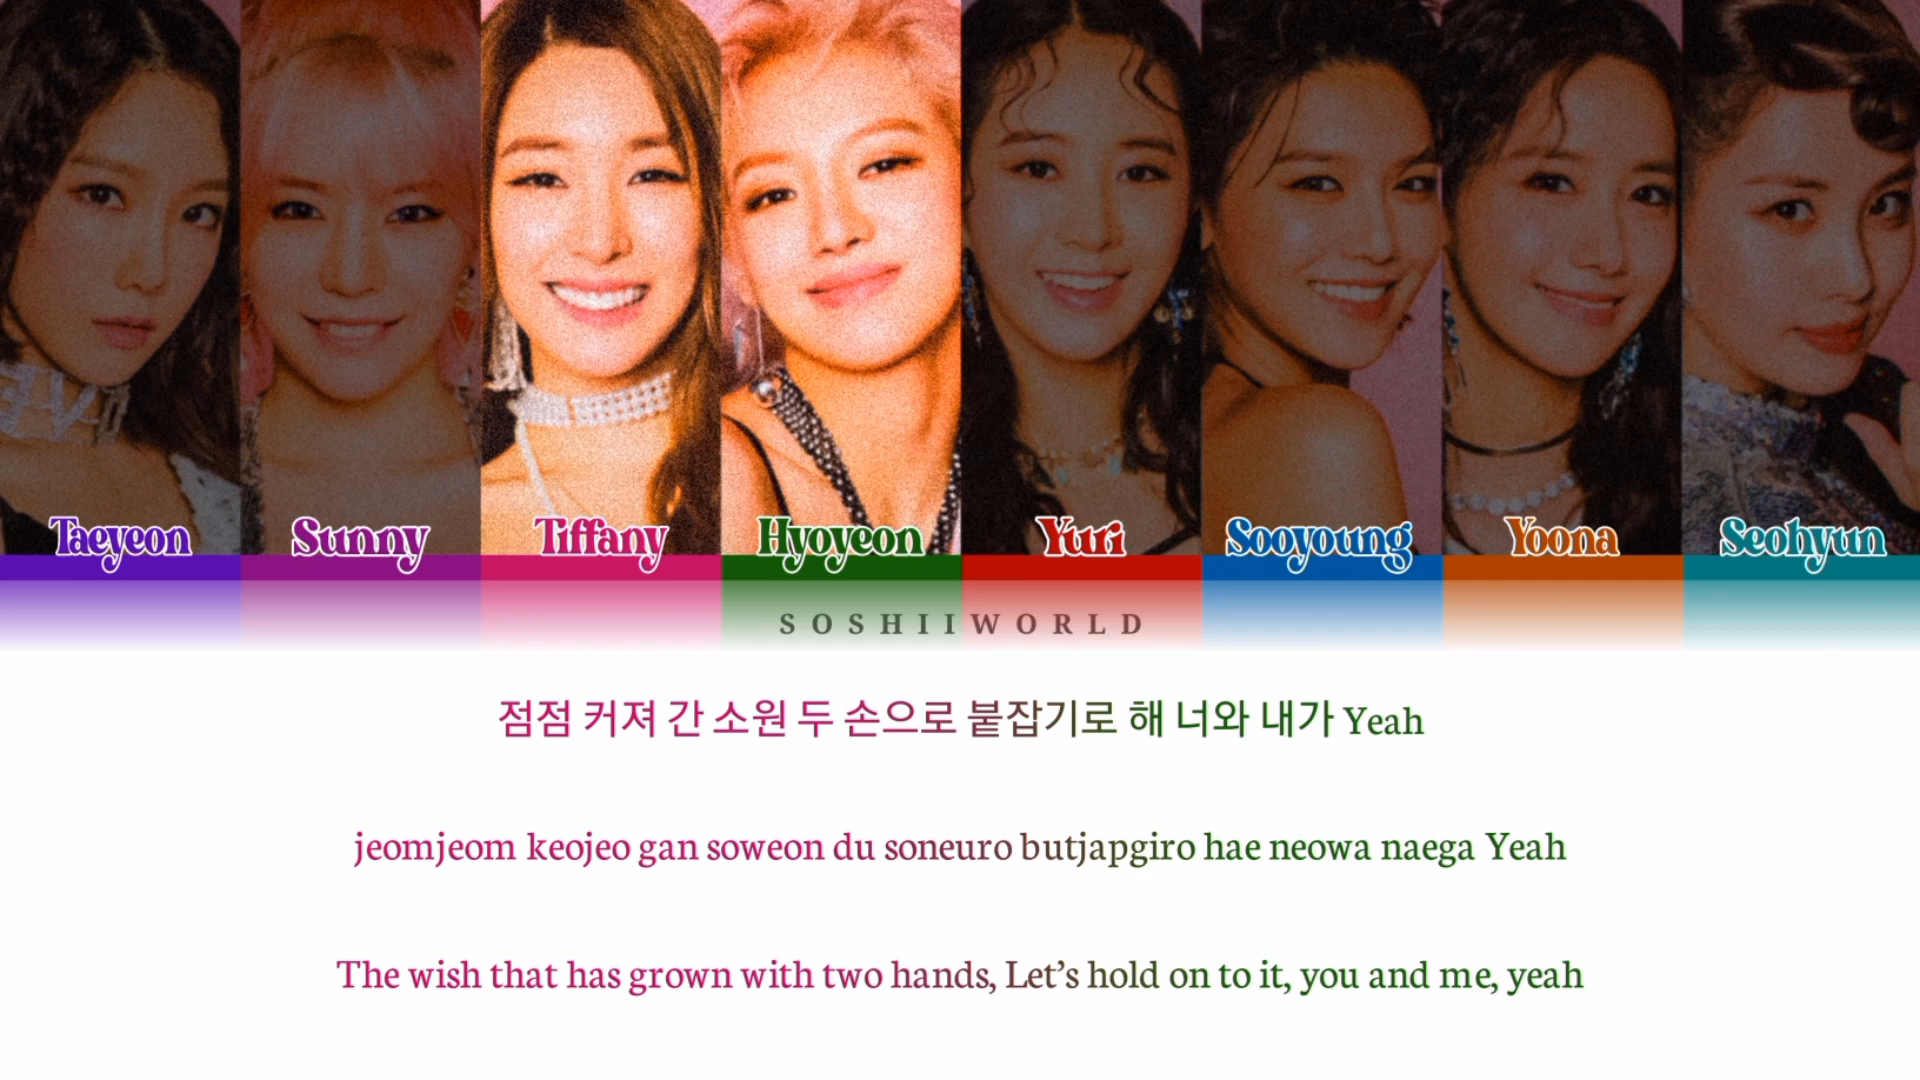 Taeyeon Sunny Tiffany Hyoyeon Yuri Sooyoung Yoona Seohyun
SOSHIIWORLD
점점 커져 간 소원 두 손으로 붙잡기로 해 너와 내가 Yeah
jeomjeom keojeo gan soweon du soneuro butjapgiro hae neowa naega Yeah
The wish that has grown with two hands, Let's hold on to it, you and me, yeah